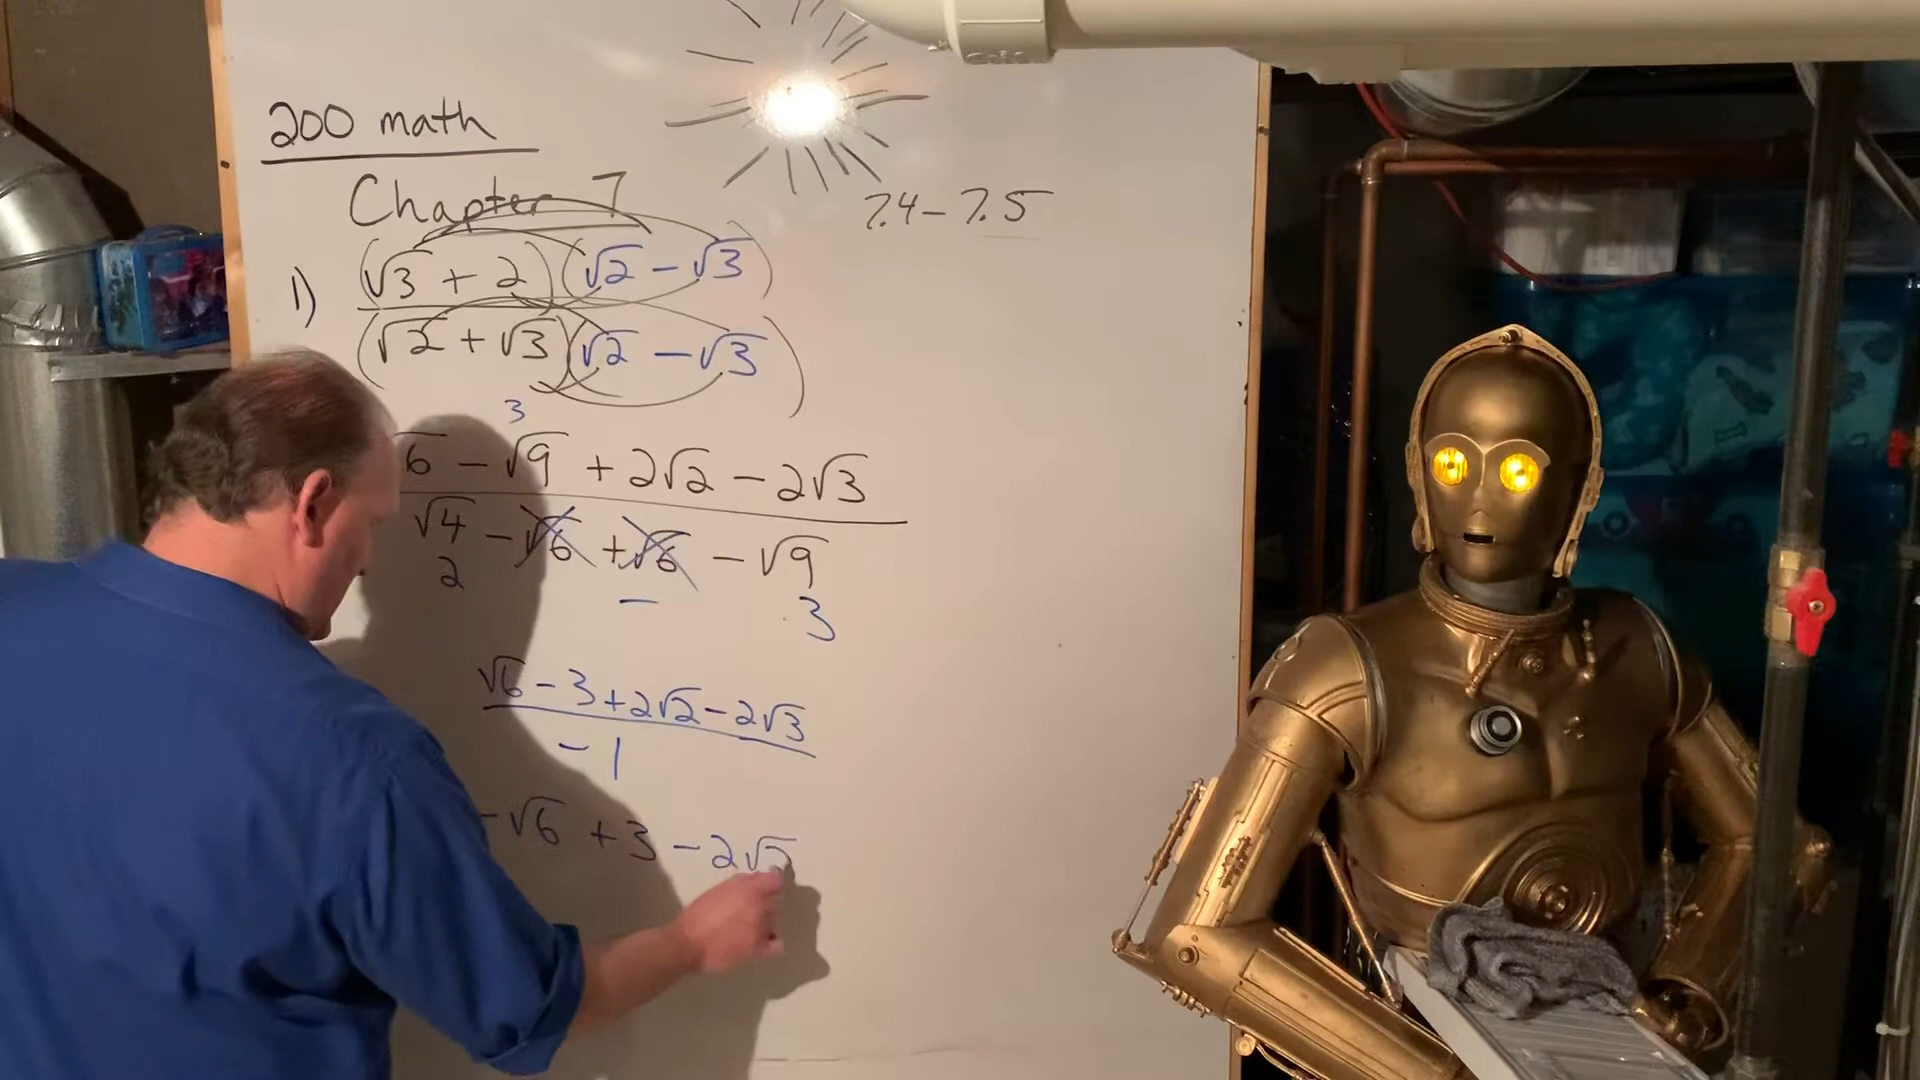 200 math
Chapter 7
7.4 – 7.5
1) (√3 + 2)(√2 – √3)
(√2 + √3)(√2 – √3)
3
6 – √9 + 2√2 – 2√3
√4 – √6 + √6 – √9
2 – 3
√6 – 3 + 2√2 – 2√3
– 1
– √6 + 3 – 2√2